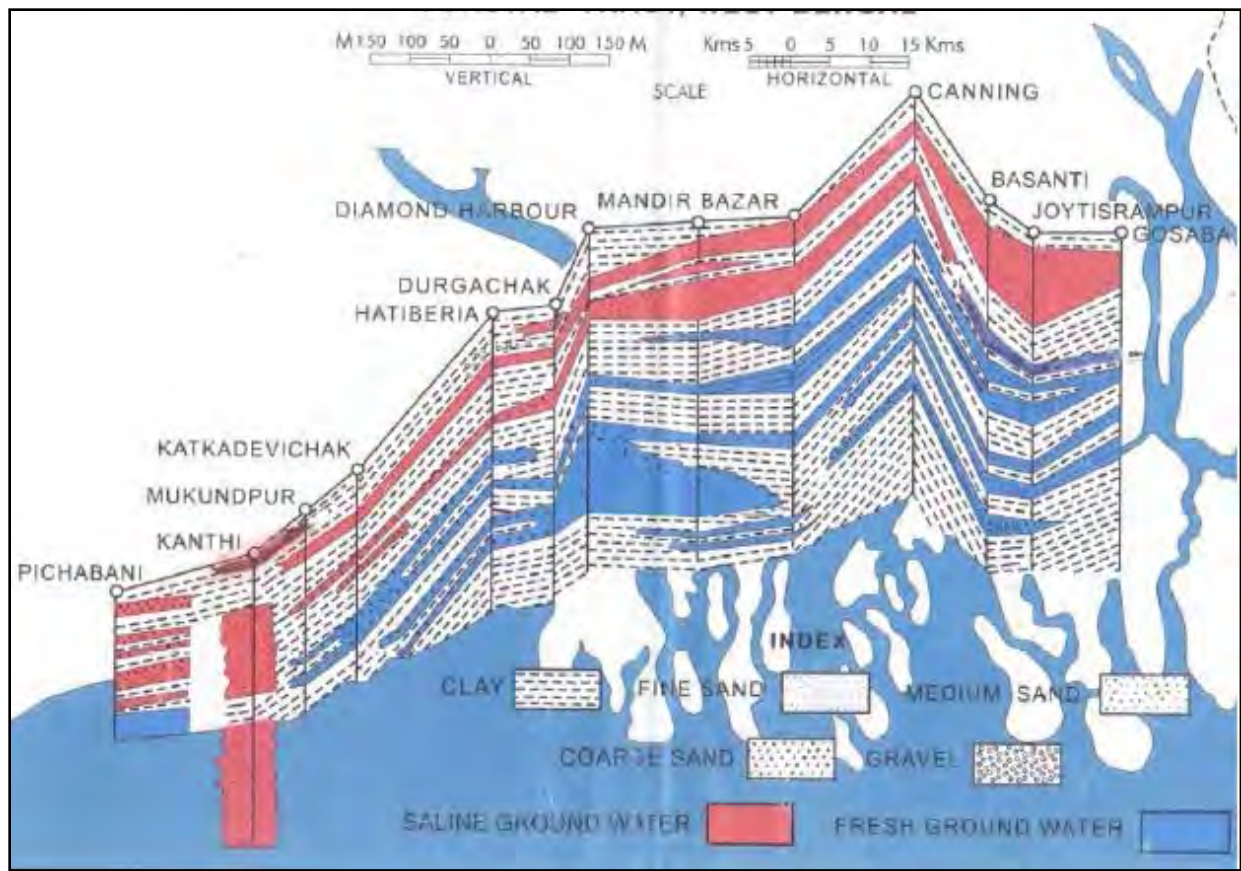 M 150 100 50 0 50 100 150 M
VERTICAL
SCALE
Kms 5 0 5 10 15 Kms
HORIZONTAL
CANNING
BASANTI
JOYTISRAMPUR
GOSABA
MANDIR BAZAR
DIAMOND HARBOUR
DURGACHAK
HATIBERIA
KATKADEVICHAK
MUKUNDPUR
KANTHI
PICHABANI
INDEX
CLAY FINE SAND MEDIUM SAND
COARSE SAND GRAVEL
SALINE GROUND WATER FRESH GROUND WATER